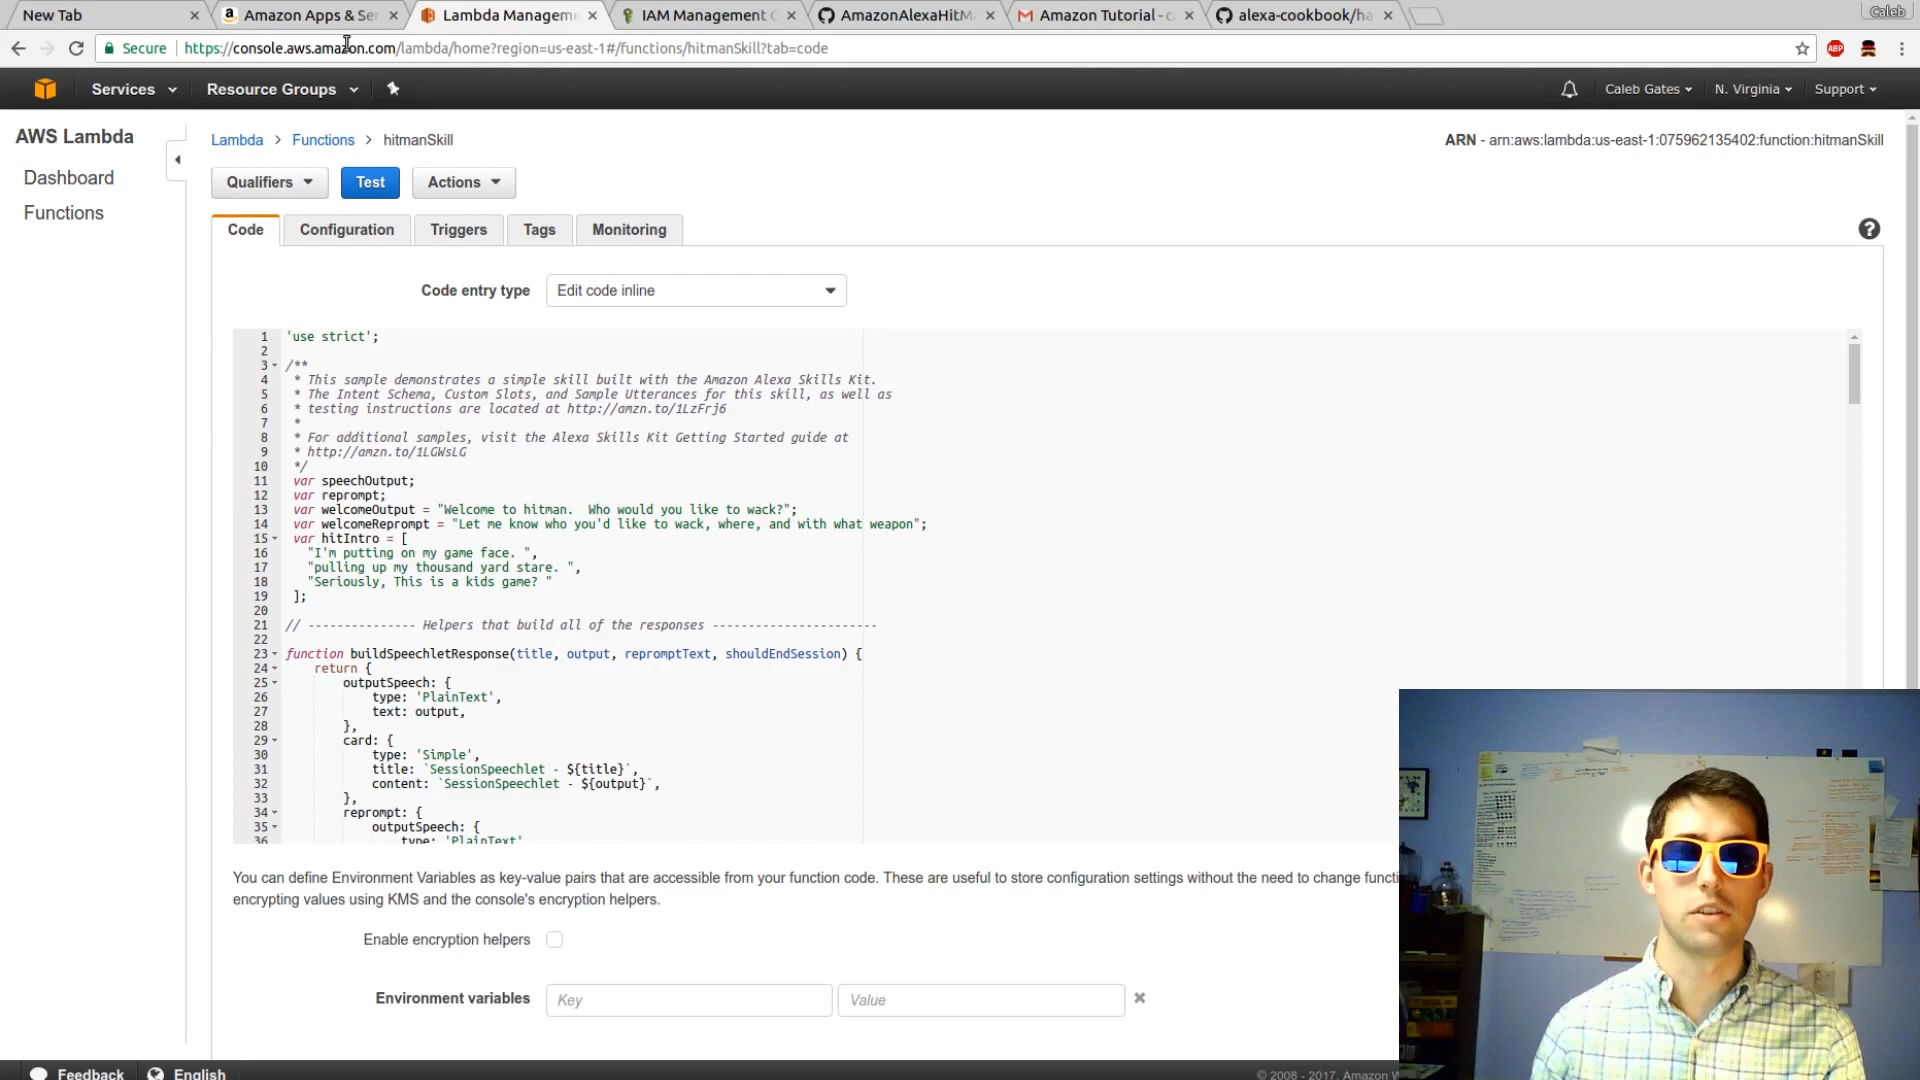 New Tab
Amazon Apps & Se
Lambda Managem
IAM Management C
AmazonAlexaHitM
Amazon Tutorial - c
alexa-cookbook/ha
Caleb
Secure
https://console.aws.amazon.com/lambda/home?region=us-east-1#/functions/hitmanSkill?tab=code
ABP
Services
Resource Groups
Caleb Gates
N. Virginia
Support
AWS Lambda
Dashboard
Functions
Lambda > Functions > hitmanSkill
ARN - arn:aws:lambda:us-east-1:075962135402:function:hitmanSkill
Qualifiers
Test
Actions
Code
Configuration
Triggers
Tags
Monitoring
Code entry type
Edit code inline
1 'use strict';
2
3 /**
4 * This sample demonstrates a simple skill built with the Amazon Alexa Skills Kit.
5 * The Intent Schema, Custom Slots, and Sample Utterances for this skill, as well as
6 * testing instructions are located at http://amzn.to/1LzFrj6
7 *
8 * For additional samples, visit the Alexa Skills Kit Getting Started guide at
9 * http://amzn.to/1LGWsLG
10 */
11 var speechOutput;
12 var reprompt;
13 var welcomeOutput = "Welcome to hitman.  Who would you like to wack?";
14 var welcomeReprompt = "Let me know who you'd like to wack, where, and with what weapon";
15 var hitIntro = [
16 "I'm putting on my game face. ",
17 "pulling up my thousand yard stare. ",
18 "Seriously, This is a kids game? "
19 ];
20
21 // --------------- Helpers that build all of the responses -----------------------
22
23 function buildSpeechletResponse(title, output, repromptText, shouldEndSession) {
24 return {
25 outputSpeech: {
26 type: 'PlainText',
27 text: output,
28 },
29 card: {
30 type: 'Simple',
31 title: `SessionSpeechlet - ${title}`,
32 content: `SessionSpeechlet - ${output}`,
33 },
34 reprompt: {
35 outputSpeech: {
36 type: 'PlainText'
You can define Environment Variables as key-value pairs that are accessible from your function code. These are useful to store configuration settings without the need to change functi
encrypting values using KMS and the console's encryption helpers.
Enable encryption helpers
Environment variables
Key
Value
Feedback
English
© 2008 - 2017, Amazon W